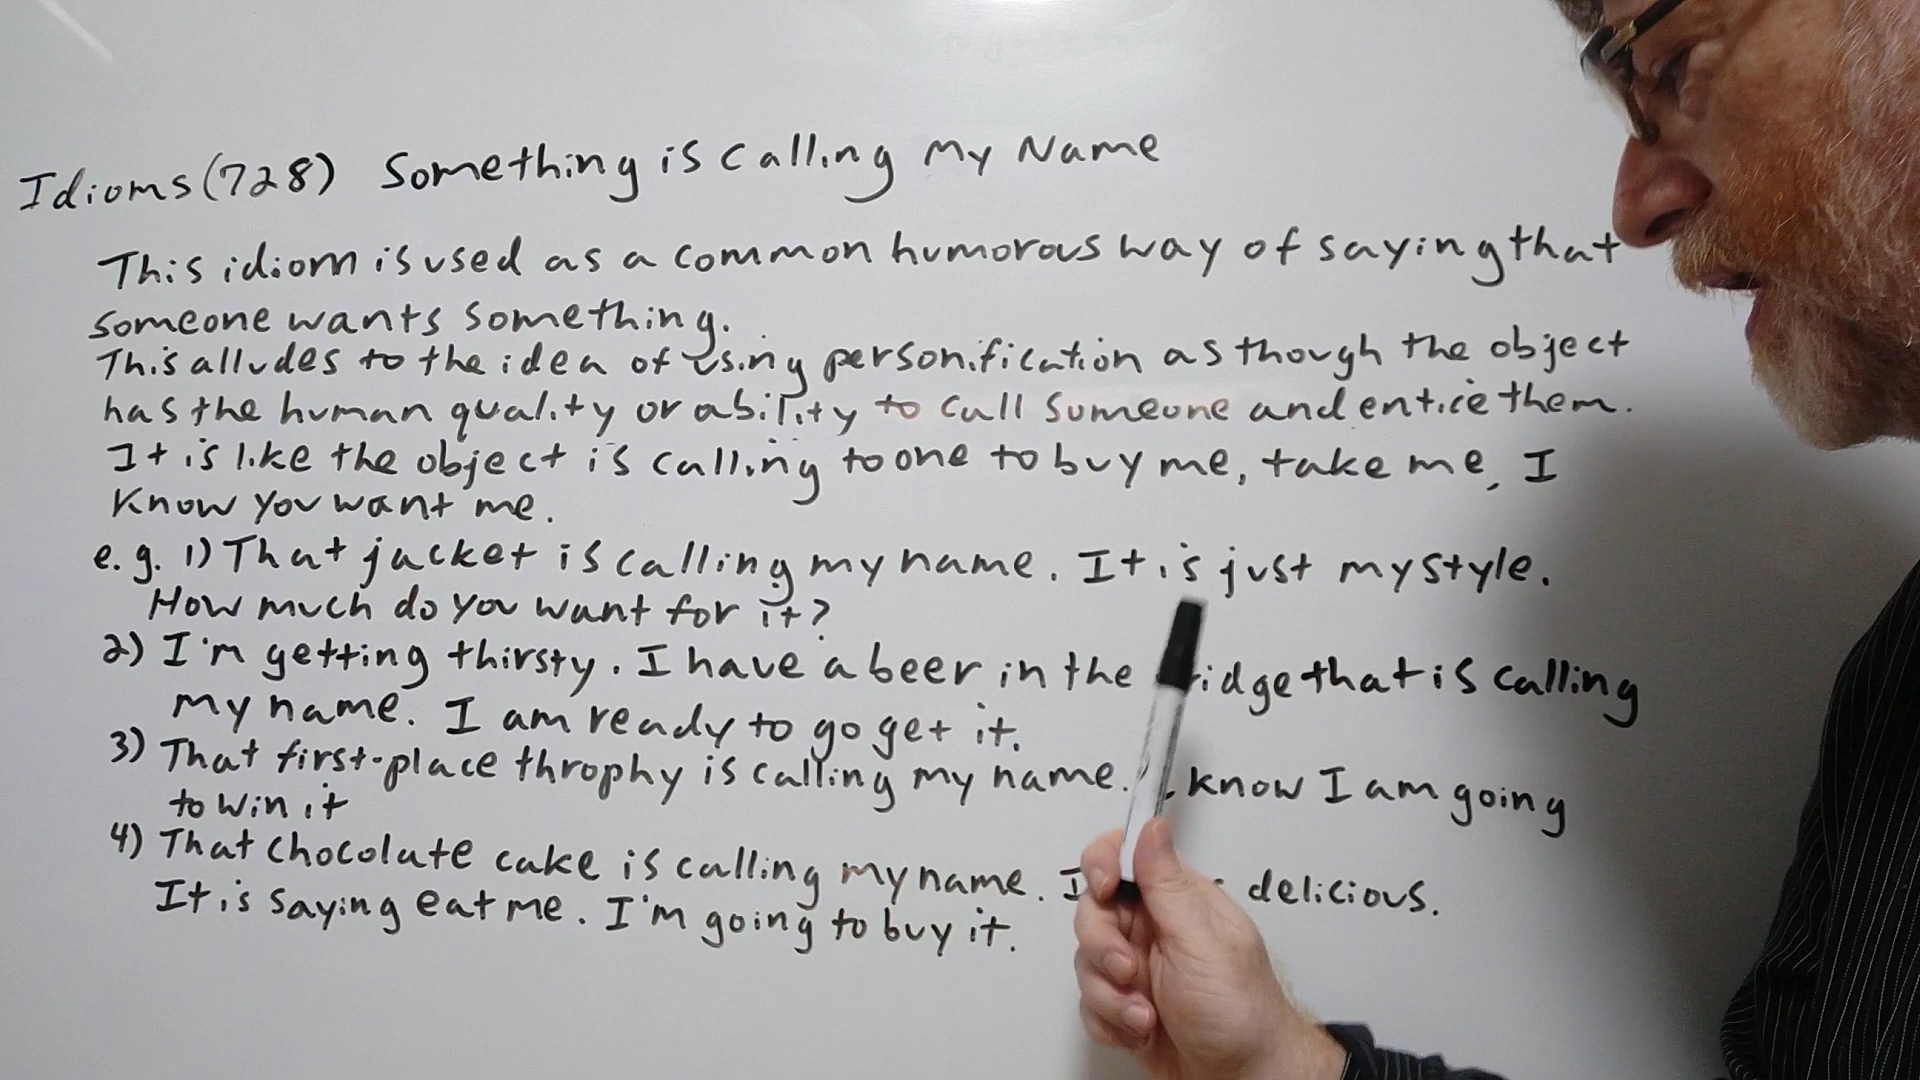 Idioms (728) Something is Calling My Name
This idiom is used as a common humorous way of saying that
someone wants something.
This alludes to the idea of using personification as though the object
has the human quality or ability to call someone and entice them.
It is like the object is calling to one to buy me, take me, I
know you want me.
e.g. 1) That jacket is calling my name. It is just my style.
How much do you want for it?
2) I'm getting thirsty. I have a beer in the that is calling
my name. I am ready to go get it.
3) That first-place throphy is calling my name. know I am going
to win it
4) That chocolate cake is calling my name. delicious.
It is saying eat me. I'm going to buy it.